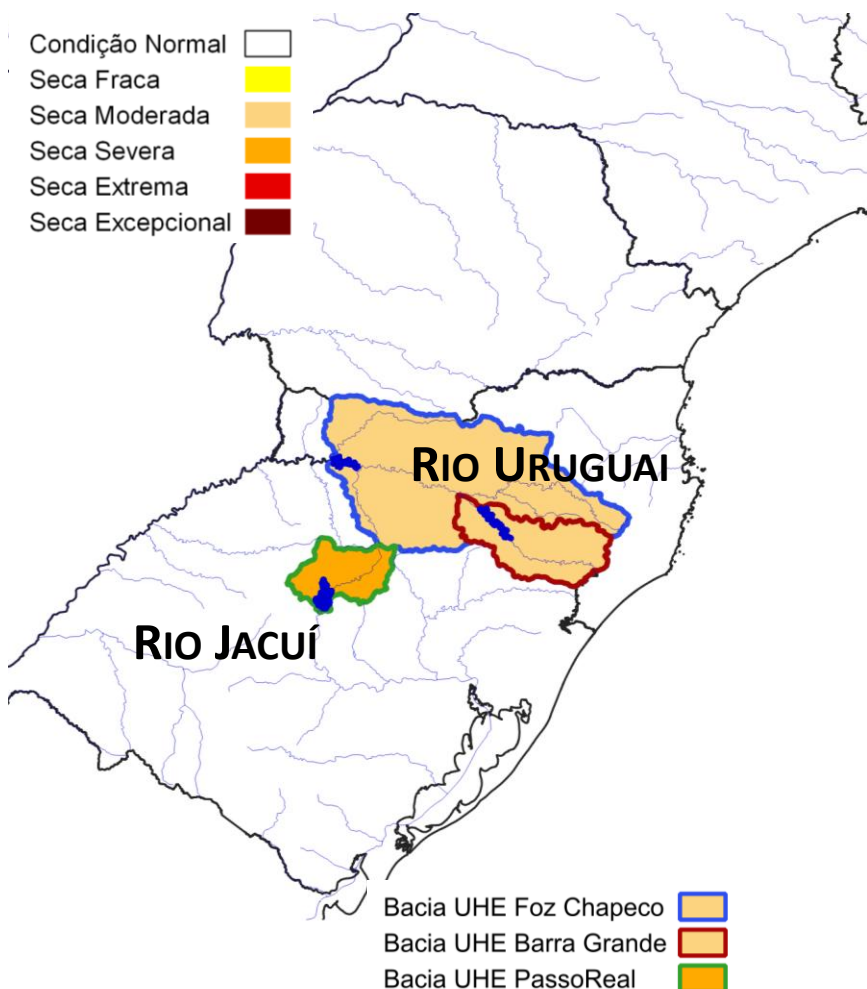 Condição Normal
Seca Fraca
Seca Moderada
Seca Severa
Seca Extrema
Seca Excepcional
RIO URUGUAI
RIO JACUÍ
Bacia UHE Foz Chapeco
Bacia UHE Barra Grande
Bacia UHE PassoReal